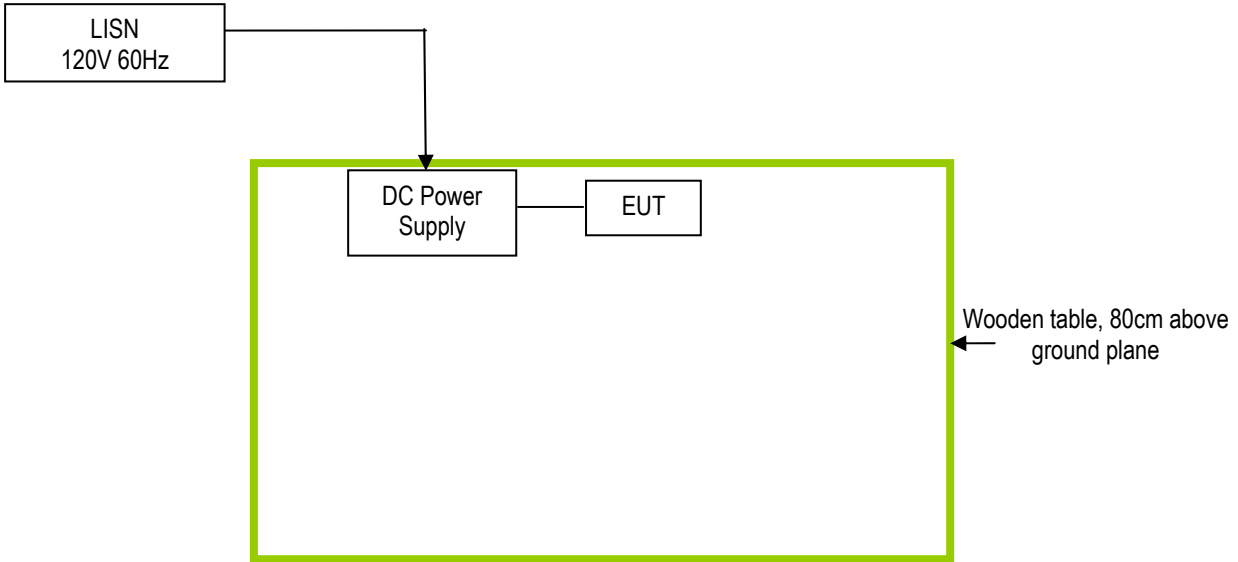 LISN
120V 60Hz
DC Power
Supply
EUT
Wooden table, 80cm above
ground plane